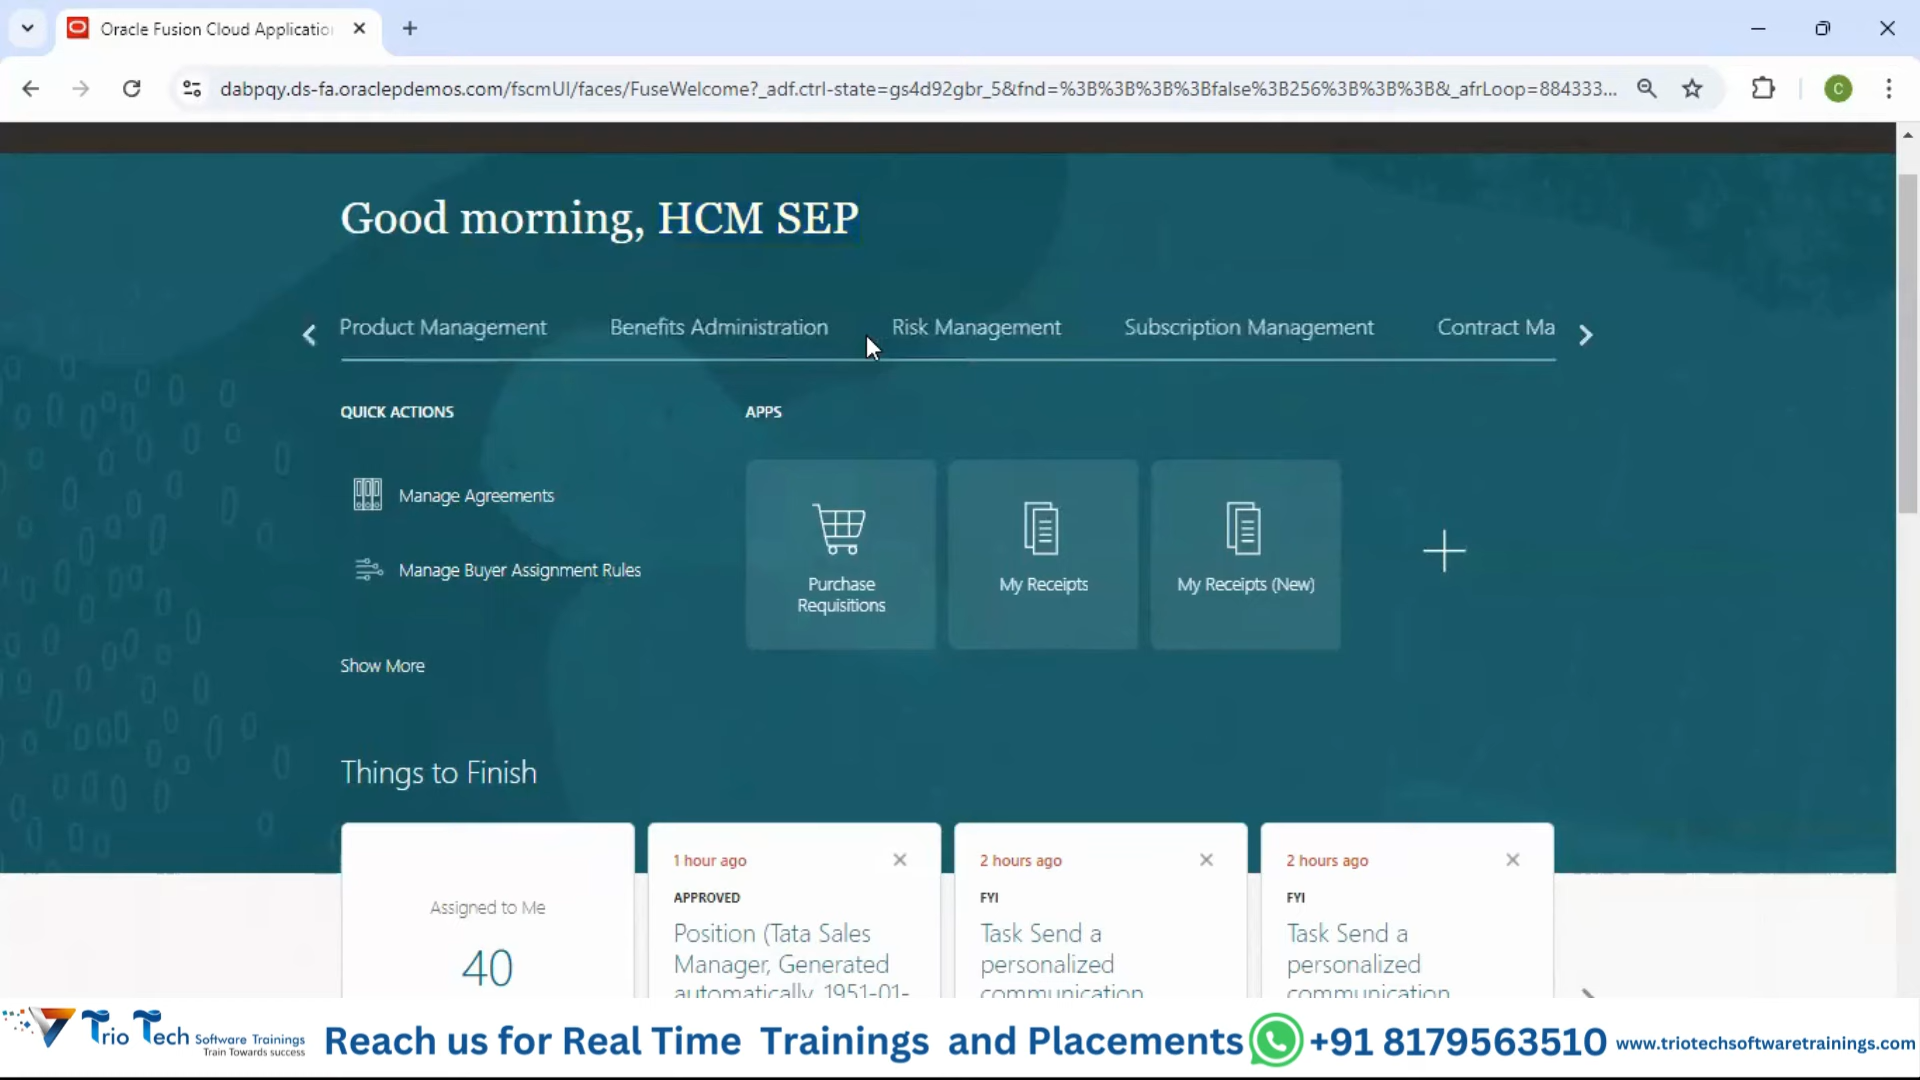 Oracle Fusion Cloud Applicatio
dabpqy.ds-fa.oraclepdemos.com/fscmUI/faces/FuseWelcome?_adf.ctrl-state=gs4d92gbr_5&fnd=%3B%3B%3B%3Bfalse%3B256%3B%3B%3B&_afrLoop=884333...
C
Good morning, HCM SEP
Product Management Benefits Administration Risk Management Subscription Management Contract Ma
QUICK ACTIONS
APPS
Manage Agreements
Manage Buyer Assignment Rules
Show More
Purchase
Requisitions
My Receipts
My Receipts (New)
Things to Finish
Assigned to Me
40
1 hour ago
APPROVED
Position (Tata Sales
Manager, Generated
automatically, 1951-01-
2 hours ago
FYI
Task Send a
personalized
communication
2 hours ago
FYI
Task Send a
personalized
communication
Trio Tech Software Trainings
Train Towards success
Reach us for Real Time Trainings and Placements +91 8179563510 www.triotechsoftwaretrainings.com